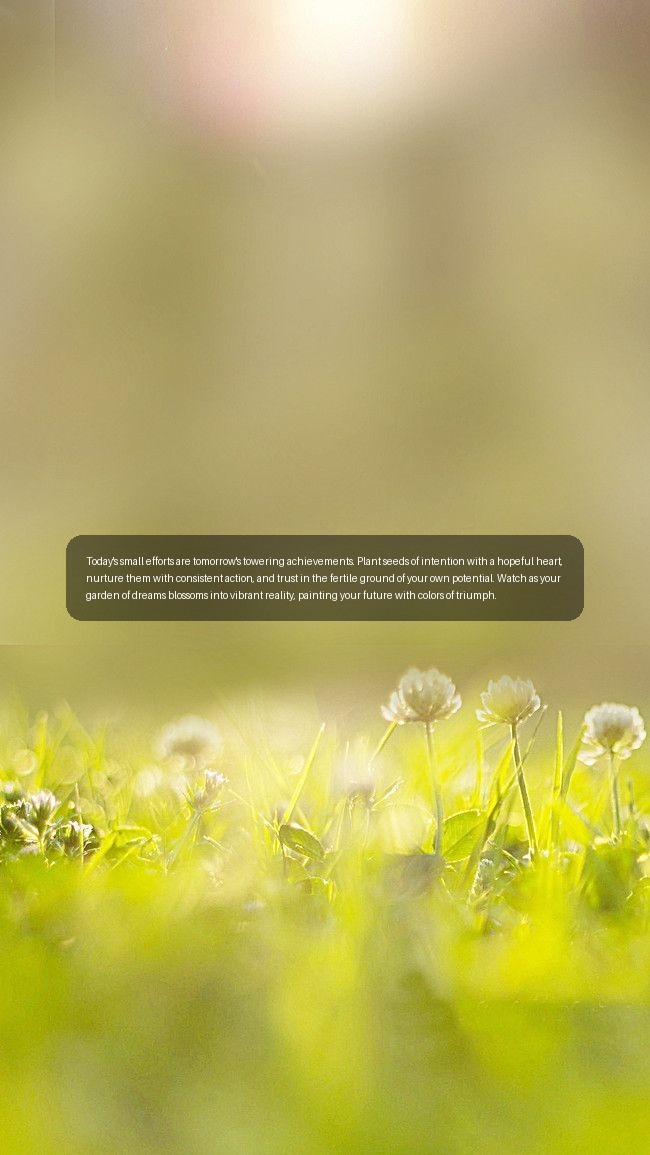 Today's small efforts are tomorrow's towering achievements. Plant seeds of intention with a hopeful heart,
nurture them with consistent action, and trust in the fertile ground of your own potential. Watch as your
garden of dreams blossoms into vibrant reality, painting your future with colors of triumph.